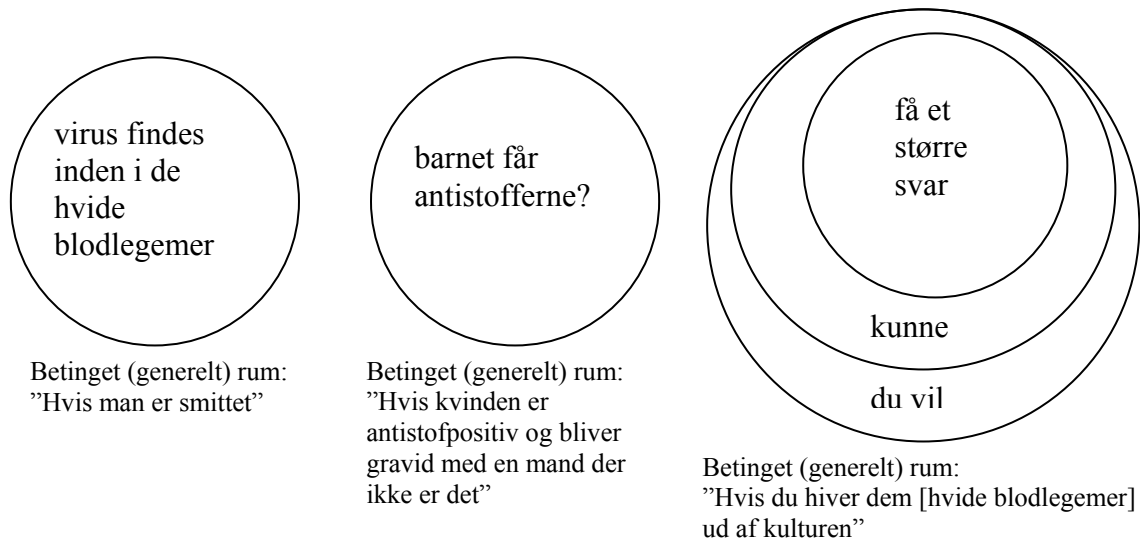 virus findes
inden i de
hvide
blodlegemer
Betinget (generelt) rum:
”Hvis man er smittet”
barnet får
antistofferne?
Betinget (generelt) rum:
”Hvis kvinden er
antistofpositiv og bliver
gravid med en mand der
ikke er det”
få et
større
svar
kunne
du vil
Betinget (generelt) rum:
”Hvis du hiver dem [hvide blodlegemer]
ud af kulturen”